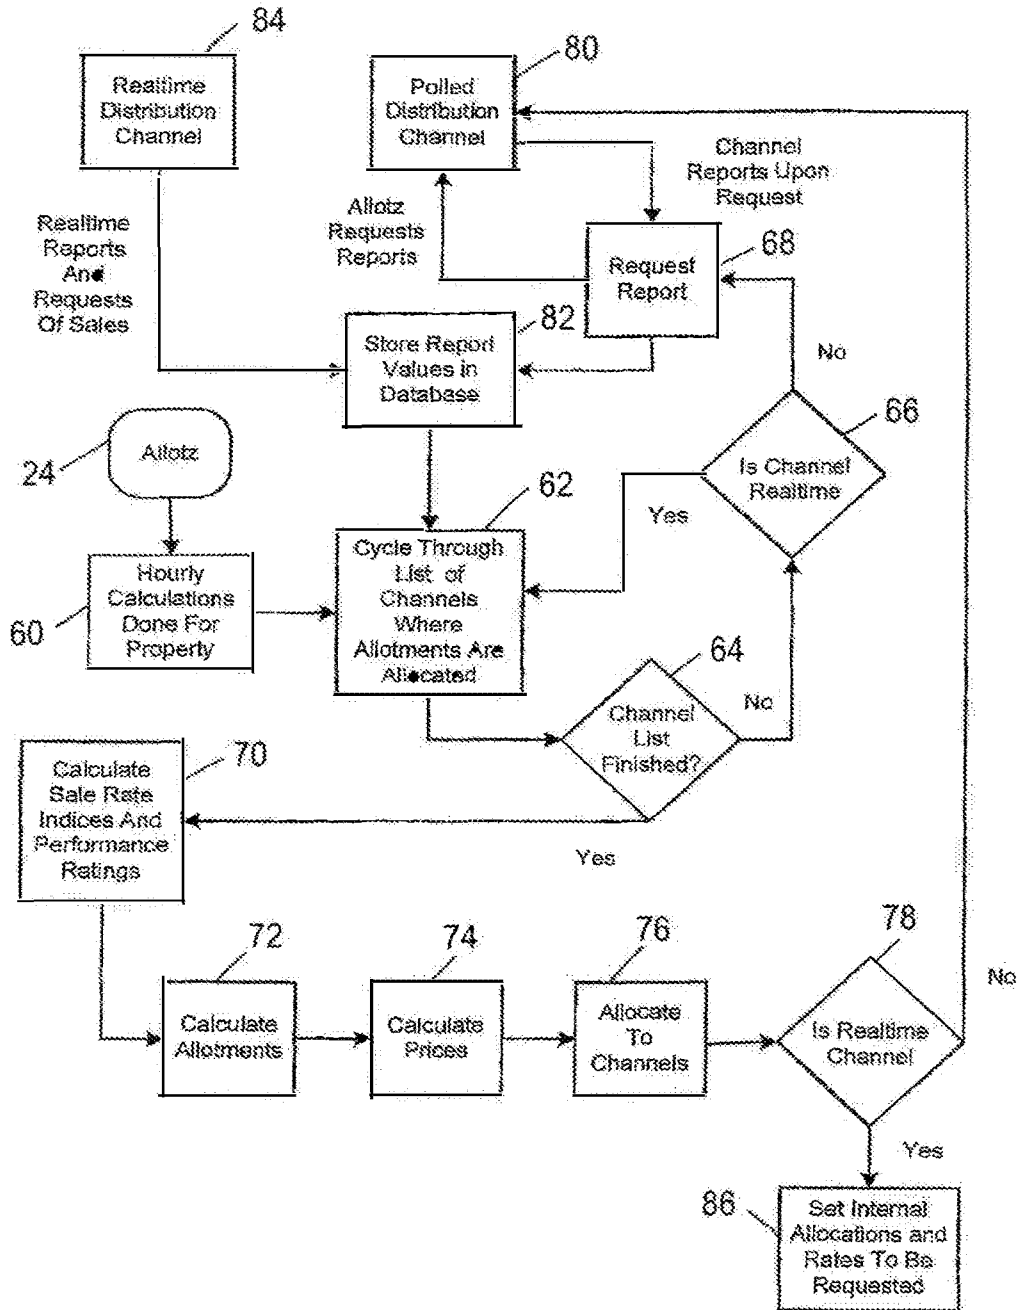 84
Realtime
Distribution
Channel
80
Polled
Distribution
Channel
Channel
Reports Upon
Request
Realtime
Reports
And
Requests
Of Sales
Allotz
Requests
Reports
68
Request
Report
82
Store Report
Values in
Database
No
66
Is Channel
Realtime
Yes
24
Allotz
62
Cycle Through
List of
Channels
Where
Allotments Are
Allocated
60
Hourly
Calculations
Done For
Property
64
Channel
List
Finished?
No
Yes
70
Calculate
Sale Rate
Indices And
Performance
Ratings
72
Calculate
Allotments
74
Calculate
Prices
76
Allocate
To
Channels
78
Is Realtime
Channel
No
Yes
86
Set Internal
Allocations and
Rates To Be
Requested